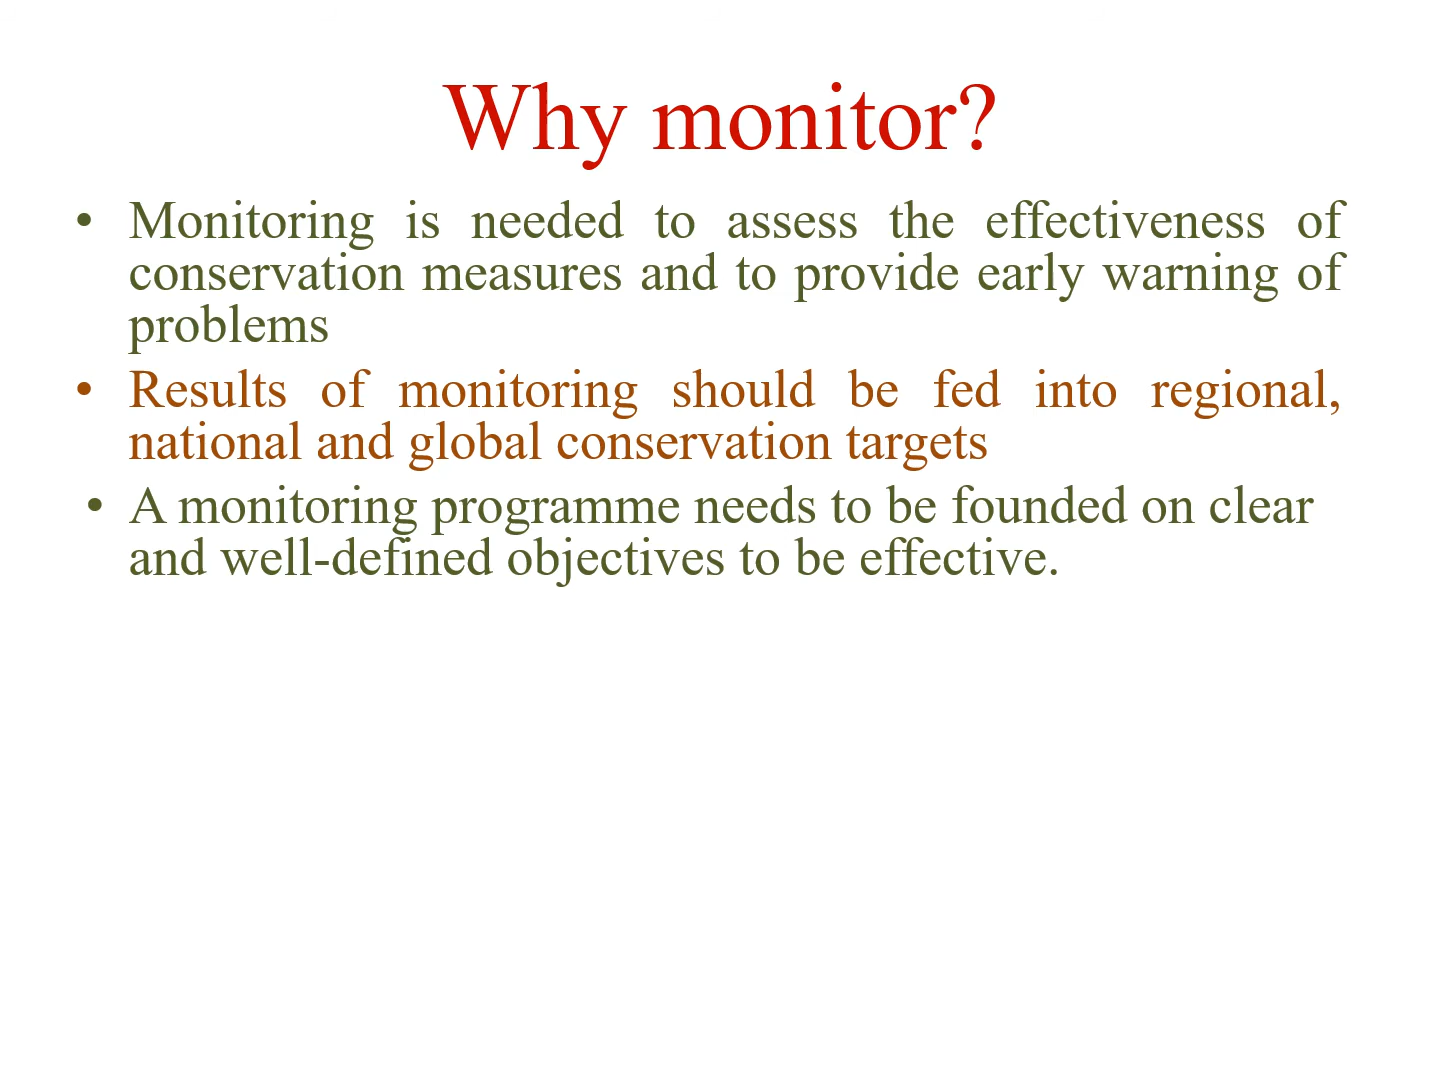 Why monitor?
• Monitoring is needed to assess the effectiveness of
conservation measures and to provide early warning of
problems
• Results of monitoring should be fed into regional,
national and global conservation targets
• A monitoring programme needs to be founded on clear
and well-defined objectives to be effective.